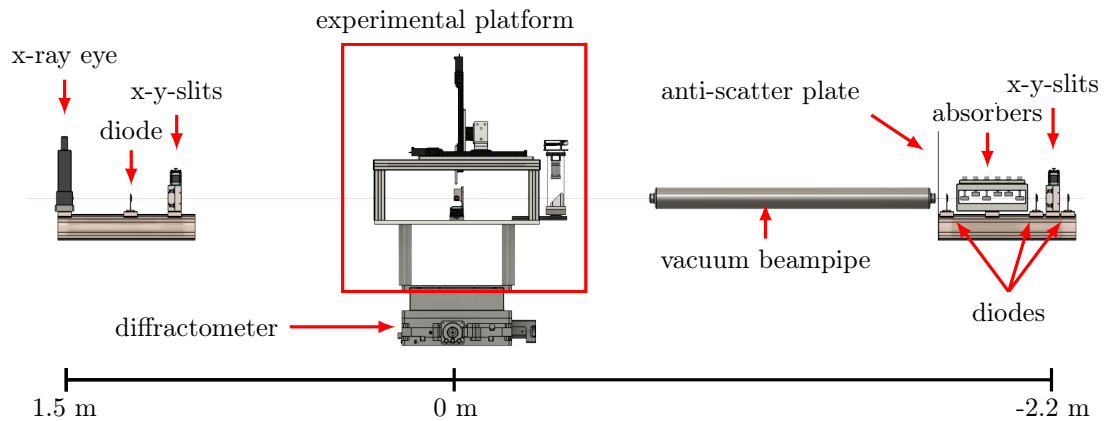 experimental platform
x-ray eye
x-y-slits
diode
anti-scatter plate
x-y-slits
absorbers
vacuum beampipe
diodes
diffractometer
1.5 m
0 m
-2.2 m